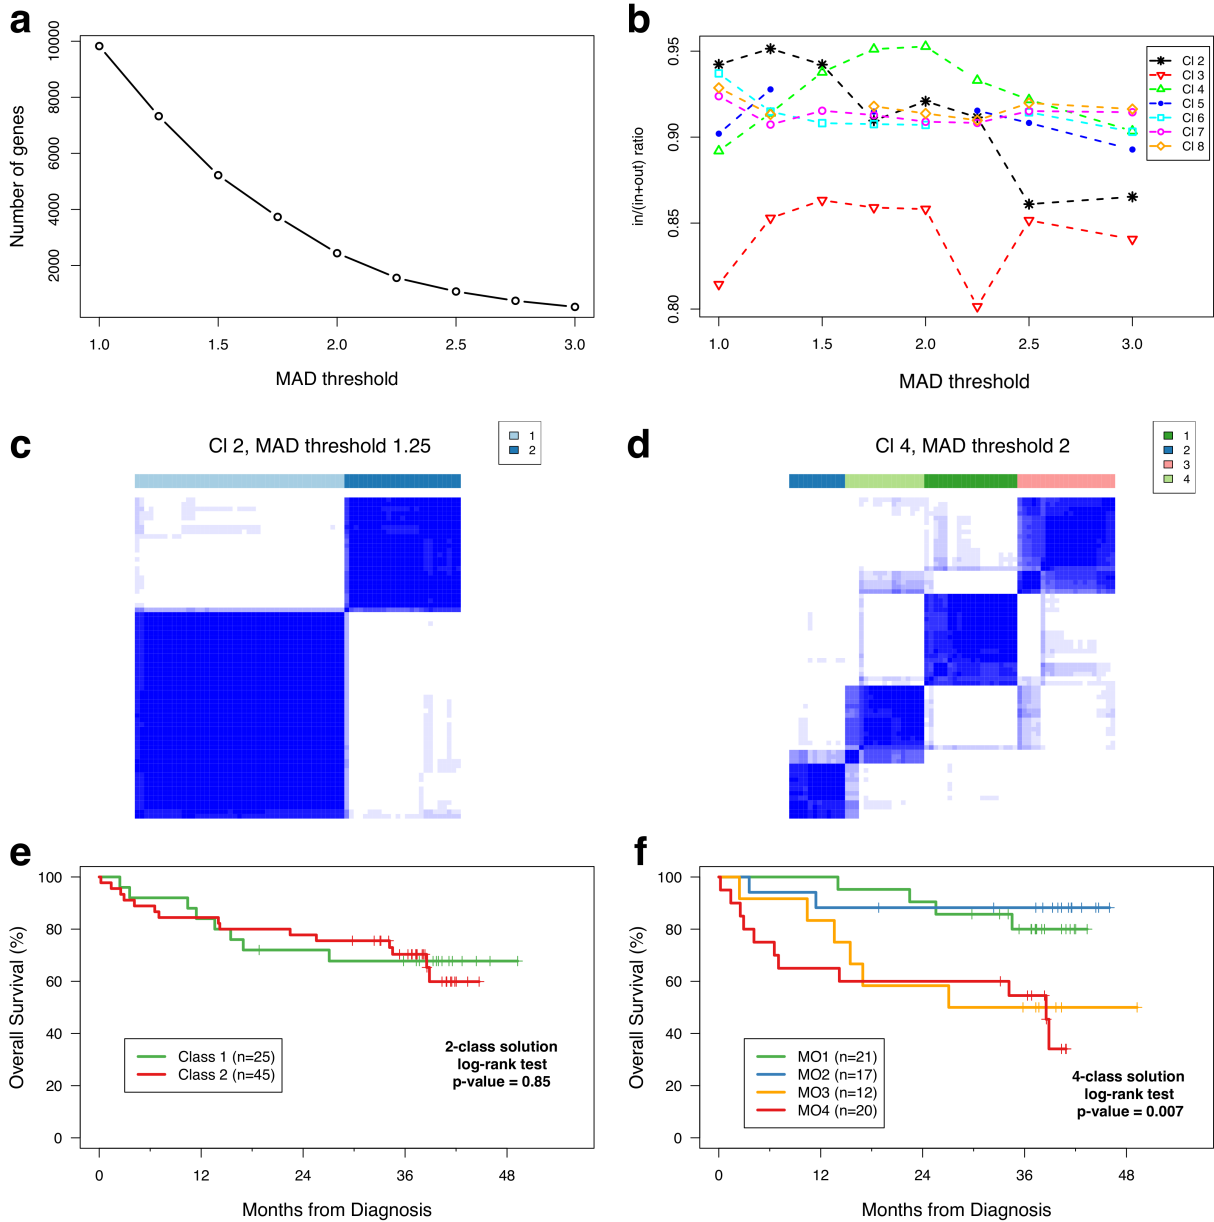 a
Number of genes
10000
8000
6000
4000
2000
1.0 1.5 2.0 2.5 3.0
MAD threshold
b
in/(in+out) ratio
0.95
0.90
0.85
0.80
1.0 1.5 2.0 2.5 3.0
MAD threshold
Cl 2
Cl 3
Cl 4
Cl 5
Cl 6
Cl 7
Cl 8
c
Cl 2, MAD threshold 1.25
1
2
d
Cl 4, MAD threshold 2
1
2
3
4
e
Overall Survival (%)
100
80
60
40
20
0
Class 1 (n=25)
Class 2 (n=45)
2-class solution
log-rank test
p-value = 0.85
0 12 24 36 48
Months from Diagnosis
f
Overall Survival (%)
100
80
60
40
20
0
MO1 (n=21)
MO2 (n=17)
MO3 (n=12)
MO4 (n=20)
4-class solution
log-rank test
p-value = 0.007
0 12 24 36 48
Months from Diagnosis